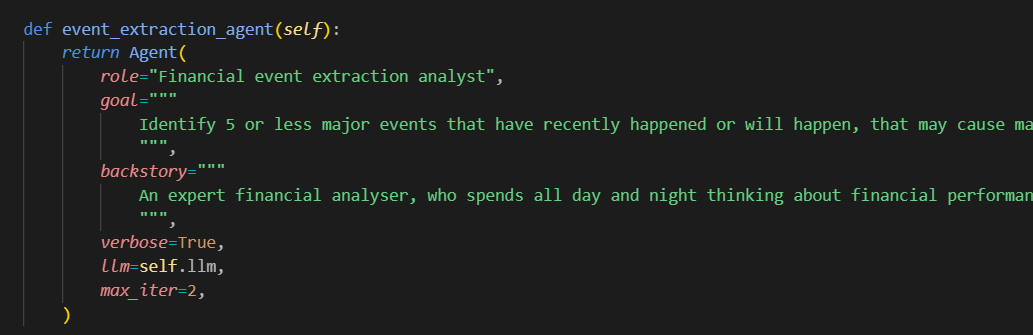 def event_extraction_agent(self):
return Agent(
role="Financial event extraction analyst",
goal="""
Identify 5 or less major events that have recently happened or will happen, that may cause ma
""",
backstory="""
An expert financial analyser, who spends all day and night thinking about financial performan
""",
verbose=True,
llm=self.llm,
max_iter=2,
)